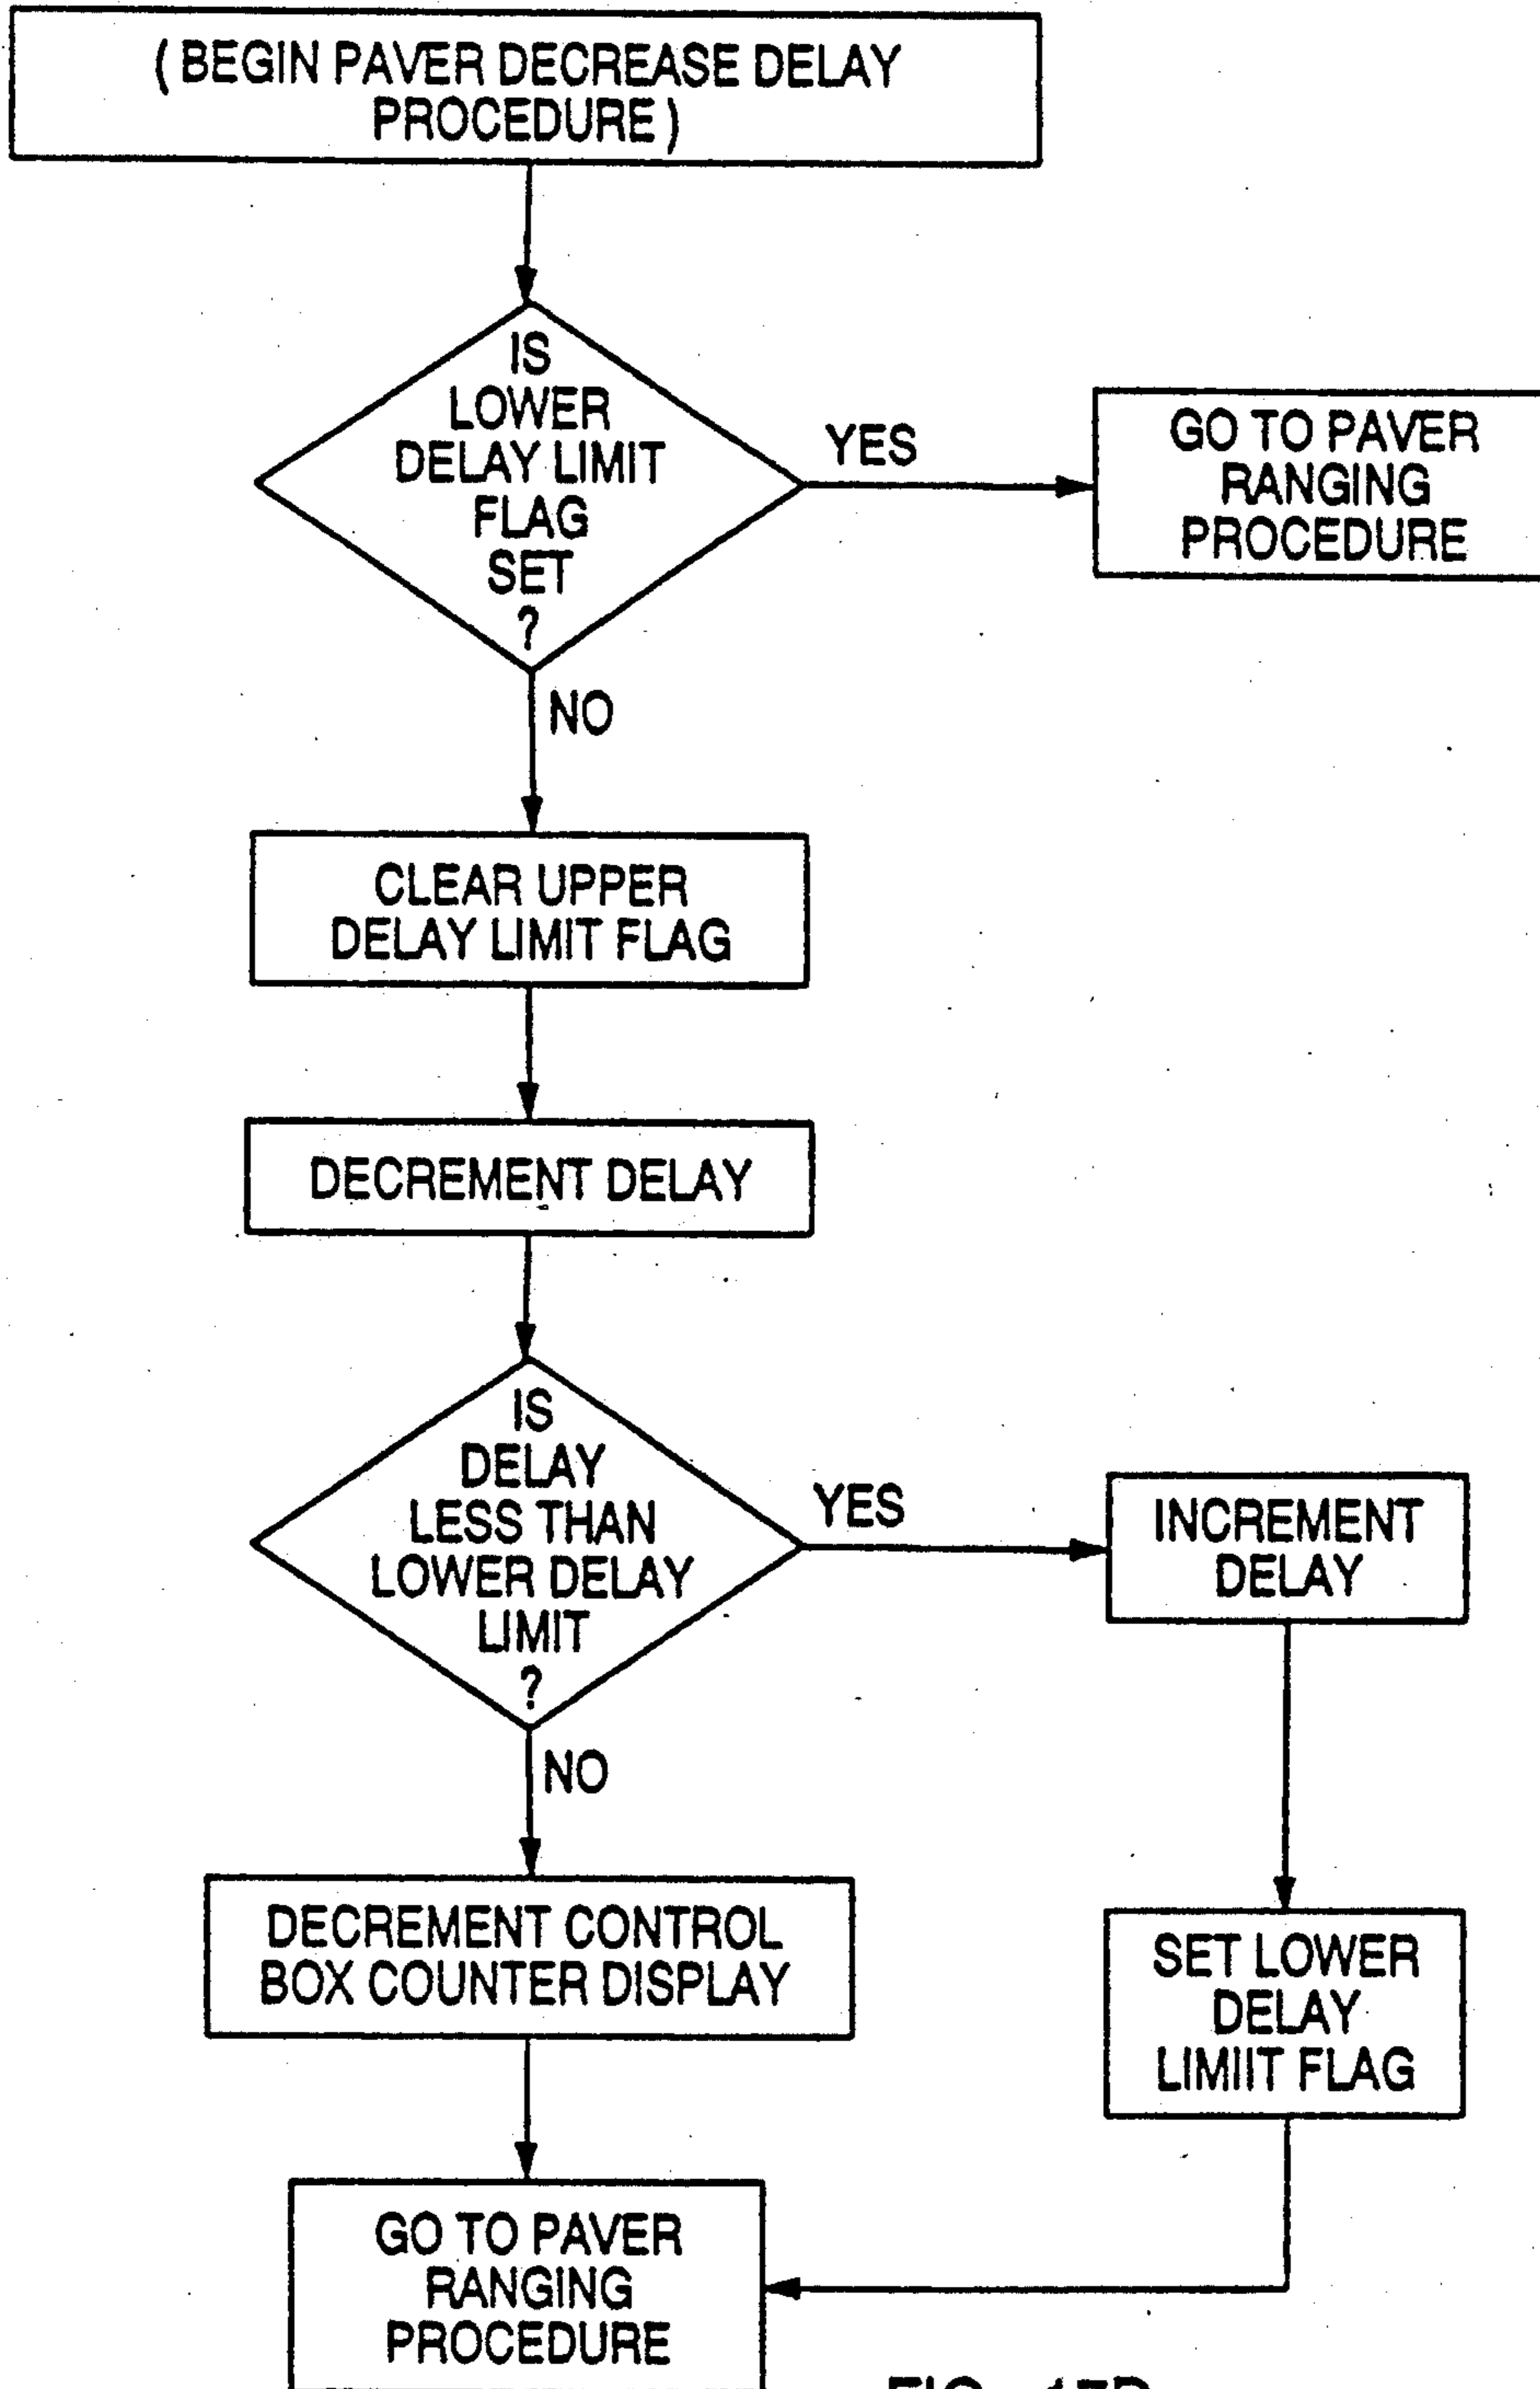 ( BEGIN PAVER DECREASE DELAY
PROCEDURE )
IS
LOWER
DELAY LIMIT
FLAG
SET
?
YES
GO TO PAVER
RANGING
PROCEDURE
NO
CLEAR UPPER
DELAY LIMIT FLAG
DECREMENT DELAY
IS
DELAY
LESS THAN
LOWER DELAY
LIMIT
?
YES
INCREMENT
DELAY
NO
DECREMENT CONTROL
BOX COUNTER DISPLAY
SET LOWER
DELAY
LIMIIT FLAG
GO TO PAVER
RANGING
PROCEDURE